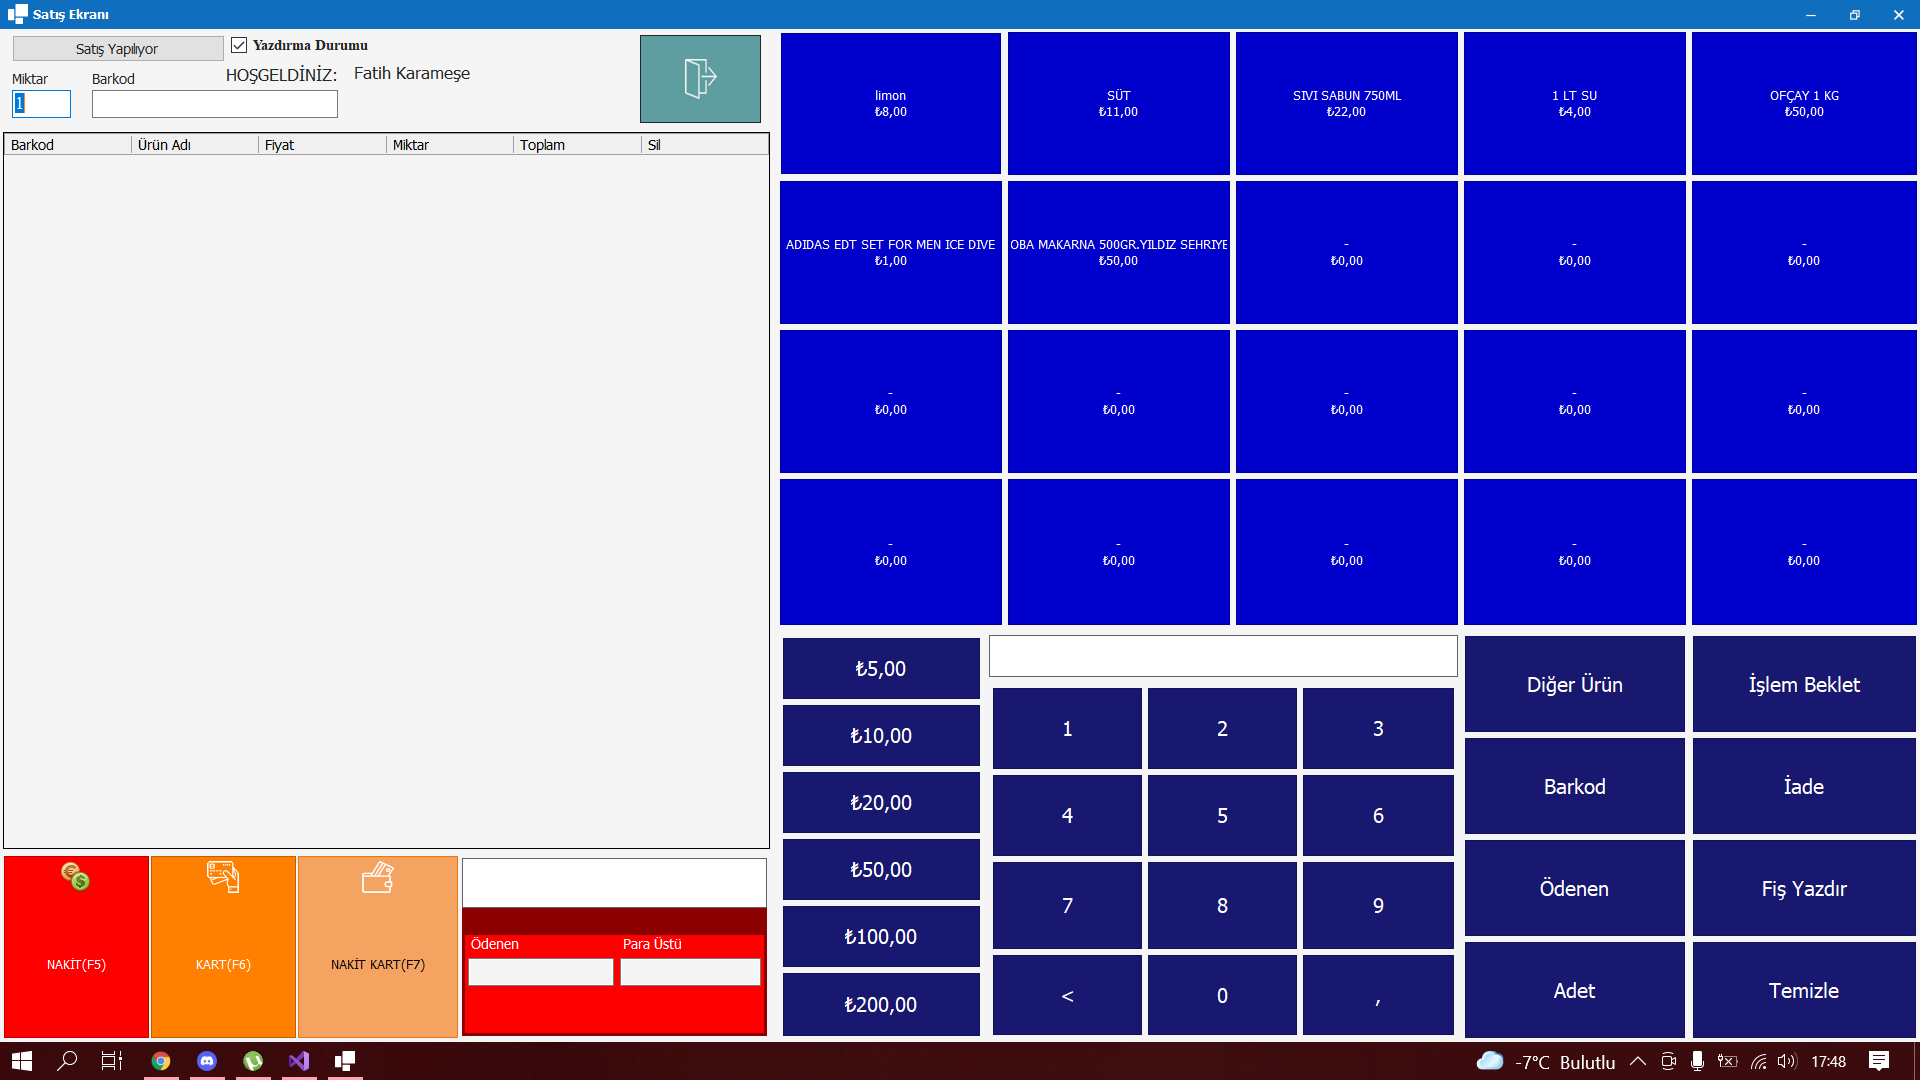 Satış Ekranı
Satış Yapılıyor
Yazdırma Durumu
Miktar
Barkod
HOŞGELDİNİZ:
Fatih Karameşe
1
Barkod
Ürün Adı
Fiyat
Miktar
Toplam
Sil
limon
₺8,00
SÜT
₺11,00
SIVI SABUN 750ML
₺22,00
1 LT SU
₺4,00
OFÇAY 1 KG
₺50,00
ADIDAS EDT SET FOR MEN ICE DIVE
₺1,00
OBA MAKARNA 500GR.YILDIZ SEHRIYE
₺50,00
-
₺0,00
-
₺0,00
-
₺0,00
-
₺0,00
-
₺0,00
-
₺0,00
-
₺0,00
-
₺0,00
-
₺0,00
-
₺0,00
-
₺0,00
-
₺0,00
-
₺0,00
NAKİT(F5)
KART(F6)
NAKİT KART(F7)
Ödenen
Para Üstü
₺5,00
₺10,00
₺20,00
₺50,00
₺100,00
₺200,00
1
2
3
4
5
6
7
8
9
<
0
,
Diğer Ürün
İşlem Beklet
Barkod
İade
Ödenen
Fiş Yazdır
Adet
Temizle
-7°C Bulutlu
17:48